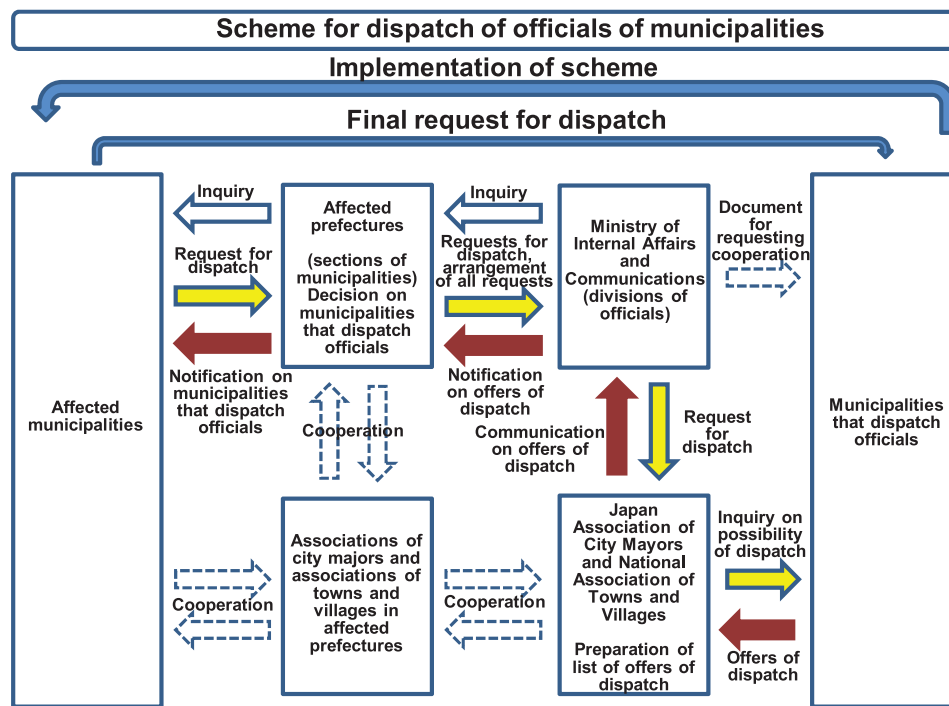 Scheme for dispatch of officials of municipalities
Implementation of scheme
Final request for dispatch
Affected
municipalities
Inquiry
Request for
dispatch
Notification on
municipalities
that dispatch
officials
Affected
prefectures
(sections of
municipalities)
Decision on
municipalities
that dispatch
officials
Inquiry
Requests for
dispatch,
arrangement
of all requests
Notification
on offers of
dispatch
Ministry of
Internal Affairs
and
Communications
(divisions of
officials)
Document
for
requesting
cooperation
Municipalities
that dispatch
officials
Cooperation
Communication
on offers of
dispatch
Request
for
dispatch
Cooperation
Associations of
city majors and
associations of
towns and
villages in
affected
prefectures
Cooperation
Japan
Association of
City Mayors
and National
Association of
Towns and
Villages
Preparation of
list of offers of
dispatch
Inquiry on
possibility
of dispatch
Offers of
dispatch